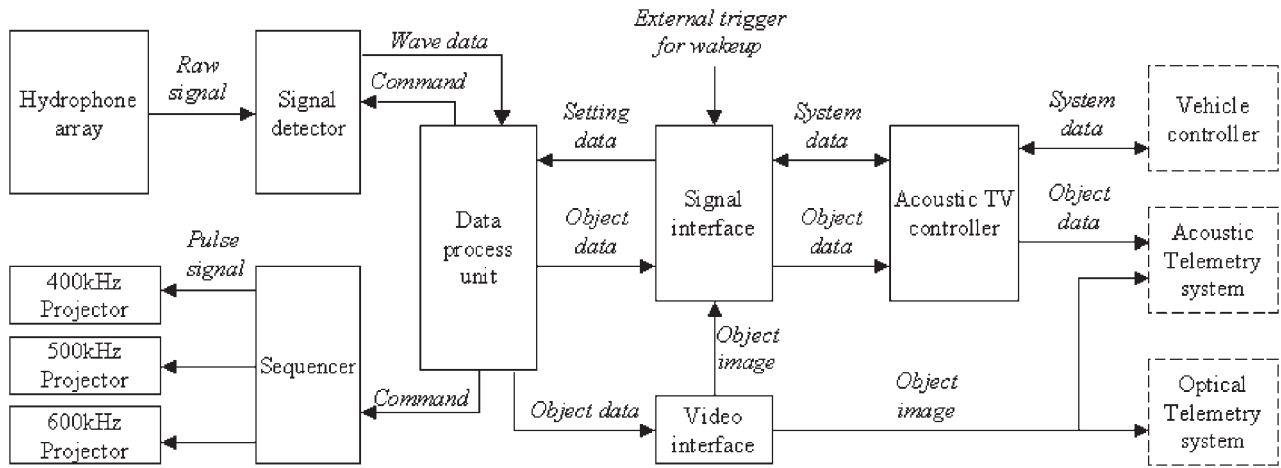 External trigger
for wakeup
Wave data
Raw
signal
Command
Hydrophone
array
Signal
detector
Setting
data
System
data
System
data
Vehicle
controller
Data
process
unit
Signal
interface
Acoustic TV
controller
Object
data
Object
data
Object
data
Acoustic
Telemetry
system
Pulse
signal
400kHz
Projector
500kHz
Projector
600kHz
Projector
Sequencer
Command
Object data
Object
image
Video
interface
Object
image
Optical
Telemetry
system